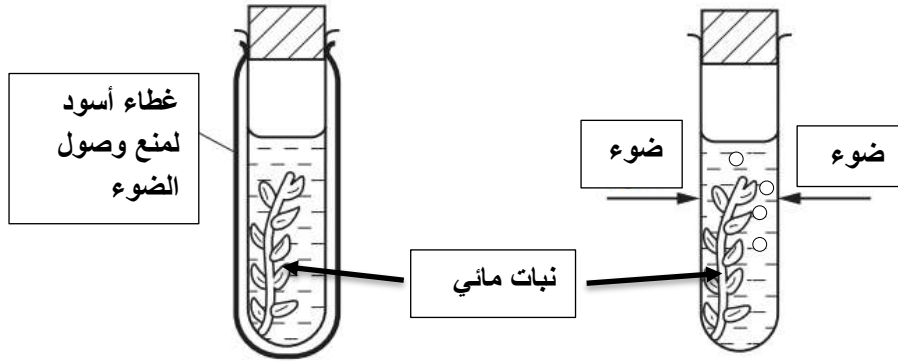 غطاء أسود
لمنع وصول
الضوء
ضوء
ضوء
نبات مائي